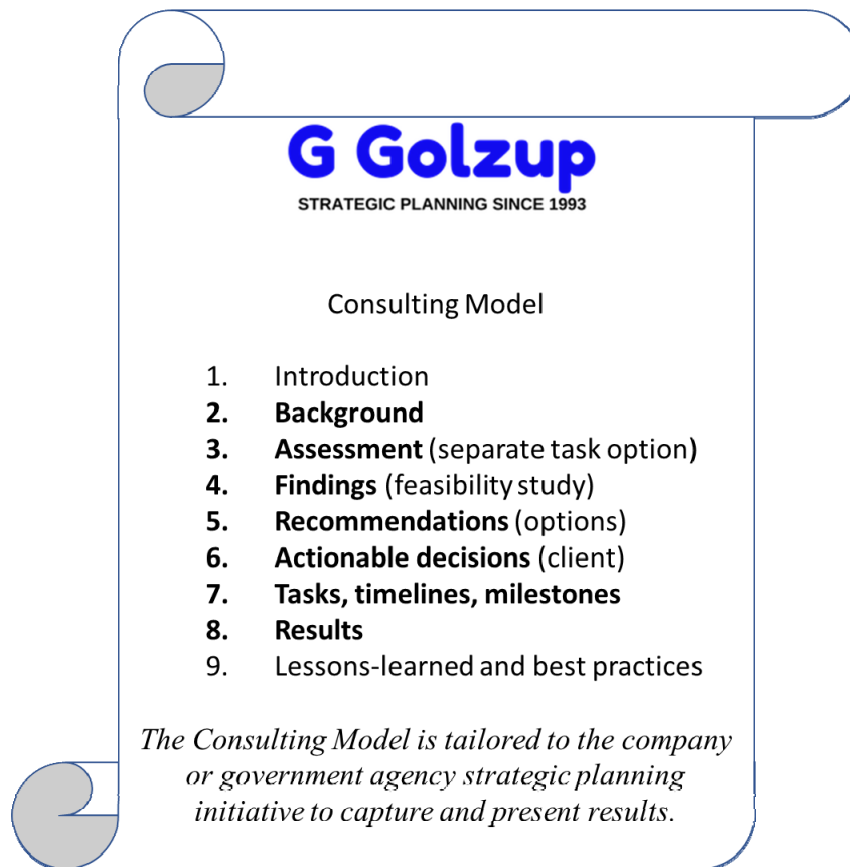 G Golzup
STRATEGIC PLANNING SINCE 1993
Consulting Model
1. Introduction
2. Background
3. Assessment (separate task option)
4. Findings (feasibility study)
5. Recommendations (options)
6. Actionable decisions (client)
7. Tasks, timelines, milestones
8. Results
9. Lessons-learned and best practices
The Consulting Model is tailored to the company
or government agency strategic planning
initiative to capture and present results.